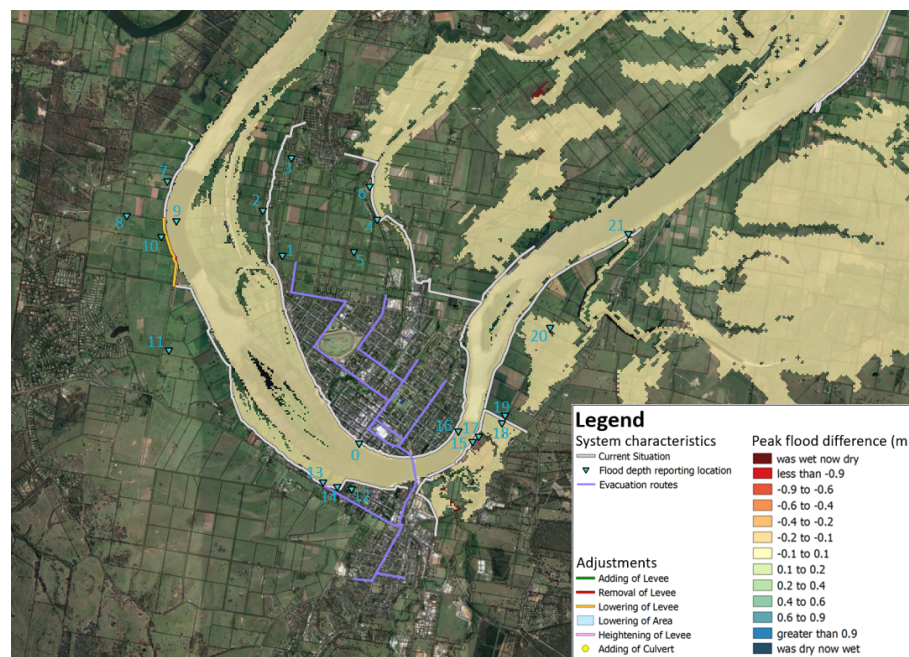 3
7
6
2
8
9
4
10
21
1
5
20
11
19
16
17
18
15
0
13
14
12
Legend
System characteristics
Current Situation
Flood depth reporting location
Evacuation routes
Adjustments
Adding of Levee
Removal of Levee
Lowering of Levee
Lowering of Area
Heightening of Levee
Adding of Culvert
Peak flood difference (m
was wet now dry
less than -0.9
-0.9 to -0.6
-0.6 to -0.4
-0.4 to -0.2
-0.2 to -0.1
-0.1 to 0.1
0.1 to 0.2
0.2 to 0.4
0.4 to 0.6
0.6 to 0.9
greater than 0.9
was dry now wet